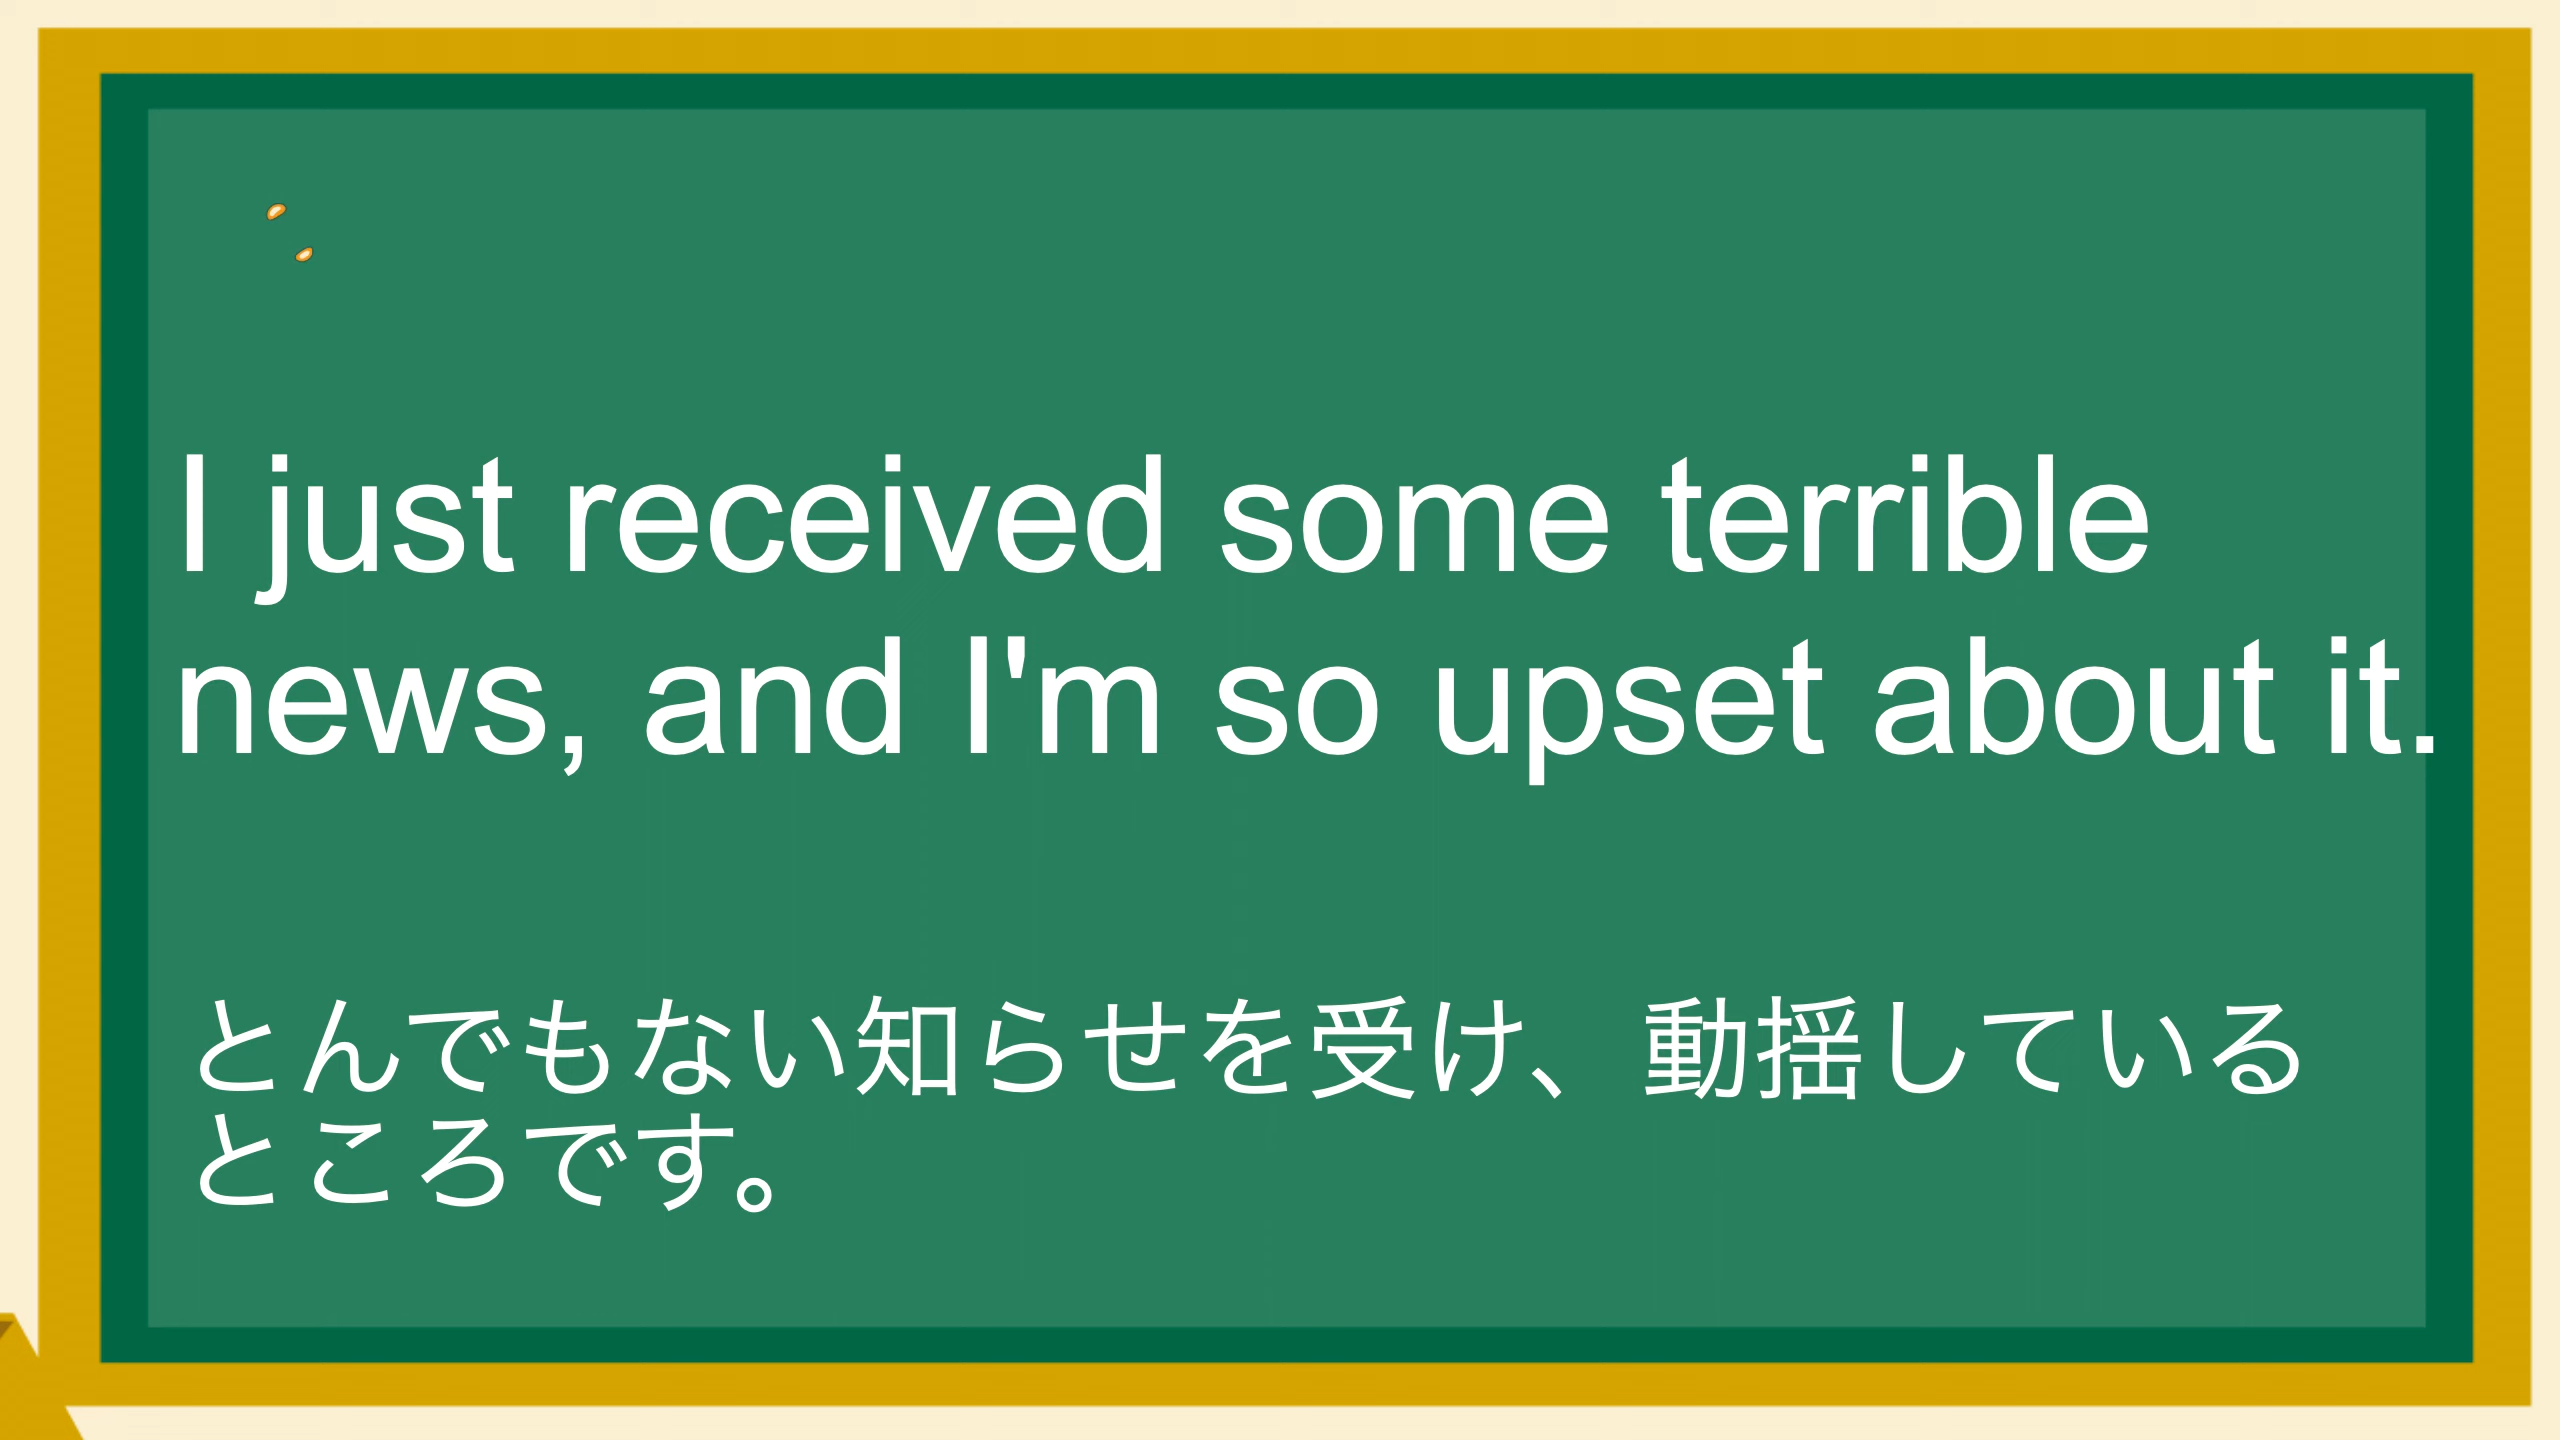 I just received some terrible
news, and I'm so upset about it.
とんでもない知らせを受け、動揺している
ところです。